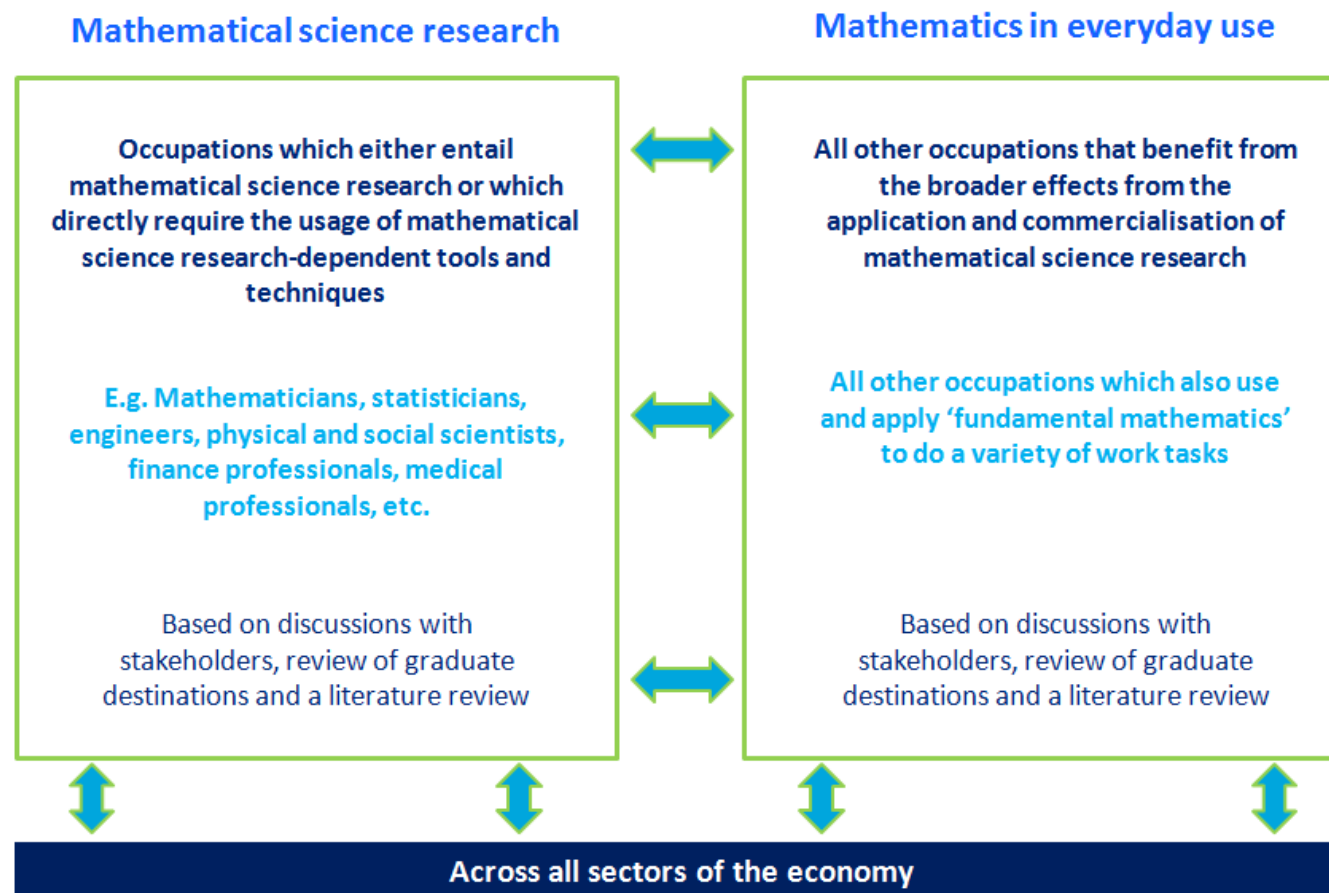 Mathematical science research
Mathematics in everyday use
Occupations which either entail
mathematical science research or which
directly require the usage of mathematical
science research-dependent tools and
techniques
All other occupations that benefit from
the broader effects from the
application and commercialisation of
mathematical science research
E.g. Mathematicians, statisticians,
engineers, physical and social scientists,
finance professionals, medical
professionals, etc.
All other occupations which also use
and apply ‘fundamental mathematics’
to do a variety of work tasks
Based on discussions with
stakeholders, review of graduate
destinations and a literature review
Based on discussions with
stakeholders, review of graduate
destinations and a literature review
Across all sectors of the economy